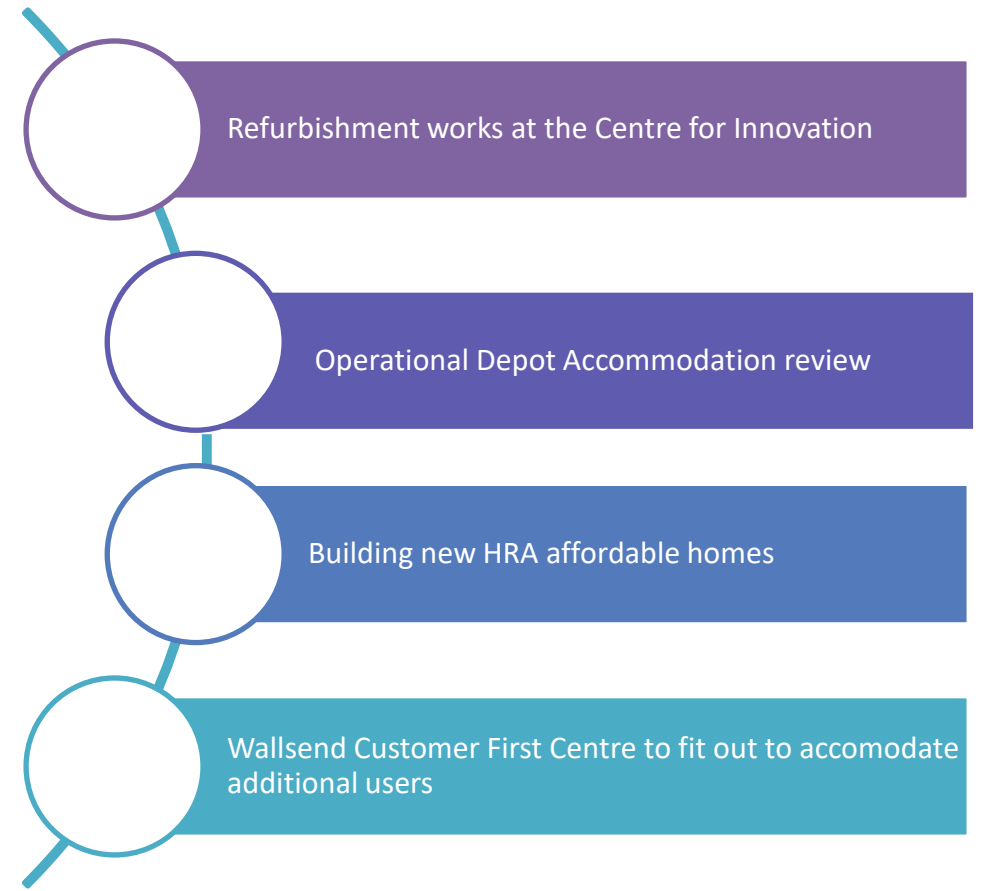 Refurbishment works at the Centre for Innovation
Operational Depot Accommodation review
Building new HRA affordable homes
Wallsend Customer First Centre to fit out to accomodate
additional users